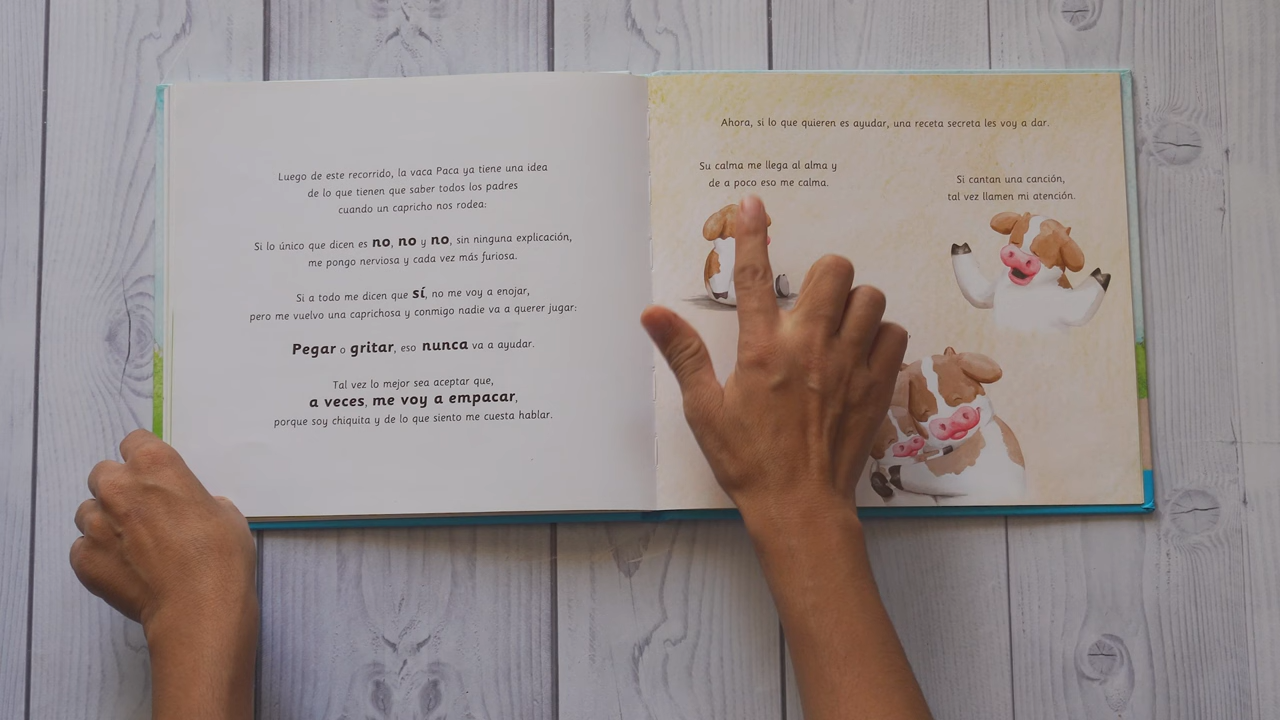 Luego de este recorrido, la vaca Paca ya tiene una idea
de lo que tienen que saber todos los padres
cuando un capricho nos rodea:
Si lo único que dicen es no, no y no, sin ninguna explicación,
me pongo nerviosa y cada vez más furiosa.
Si a todo me dicen que sí, no me voy a enojar,
pero me vuelvo una caprichosa y conmigo nadie va a querer jugar:
Pegar o gritar, eso nunca va a ayudar.
Tal vez lo mejor sea aceptar que,
a veces, me voy a empacar,
porque soy chiquita y de lo que siento me cuesta hablar.
Ahora, si lo que quieren es ayudar, una receta secreta les voy a dar.
Su calma me llega al alma y
de a poco eso me calma.
Si cantan una canción,
tal vez llamen mi atención.